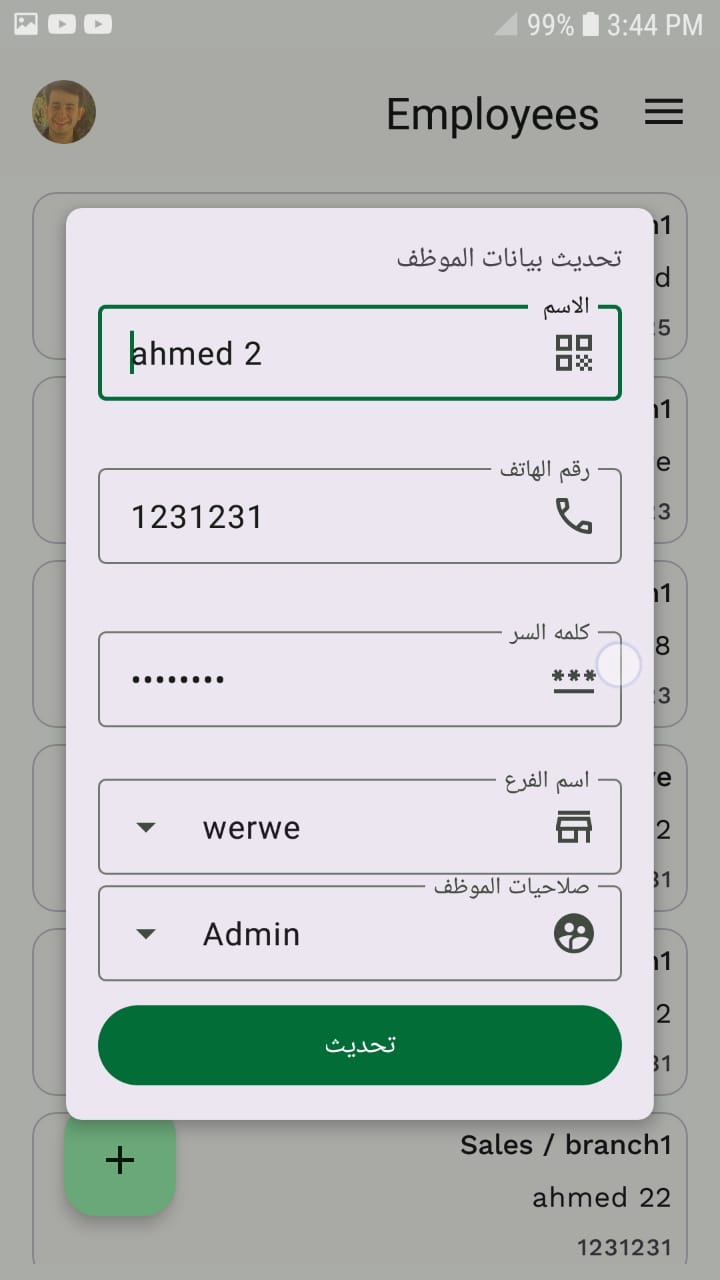 99% 3:44 PM
Employees
تحديث بيانات الموظف
الاسم
ahmed 2
رقم الهاتف
1231231
كلمه السر
••••••••
***
اسم الفرع
werwe
صلاحيات الموظف
Admin
تحديث
+
Sales / branch1
ahmed 22
1231231